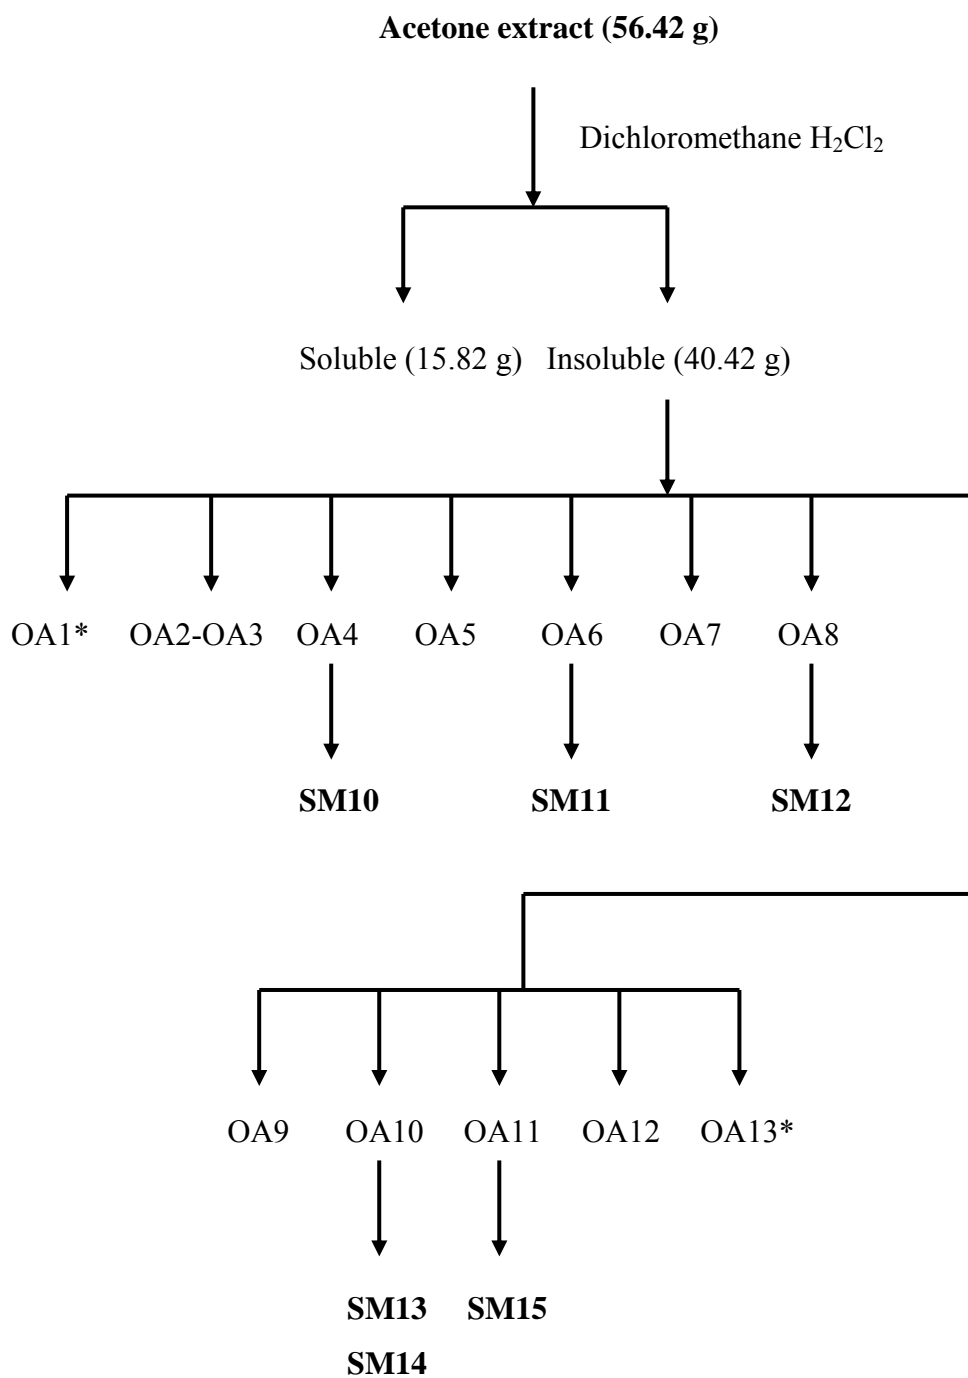 Acetone extract (56.42 g)
Dichloromethane H₂Cl₂
Soluble (15.82 g) Insoluble (40.42 g)
OA1* OA2-OA3 OA4 OA5 OA6 OA7 OA8
SM10 SM11 SM12
OA9 OA10 OA11 OA12 OA13*
SM13 SM15
SM14